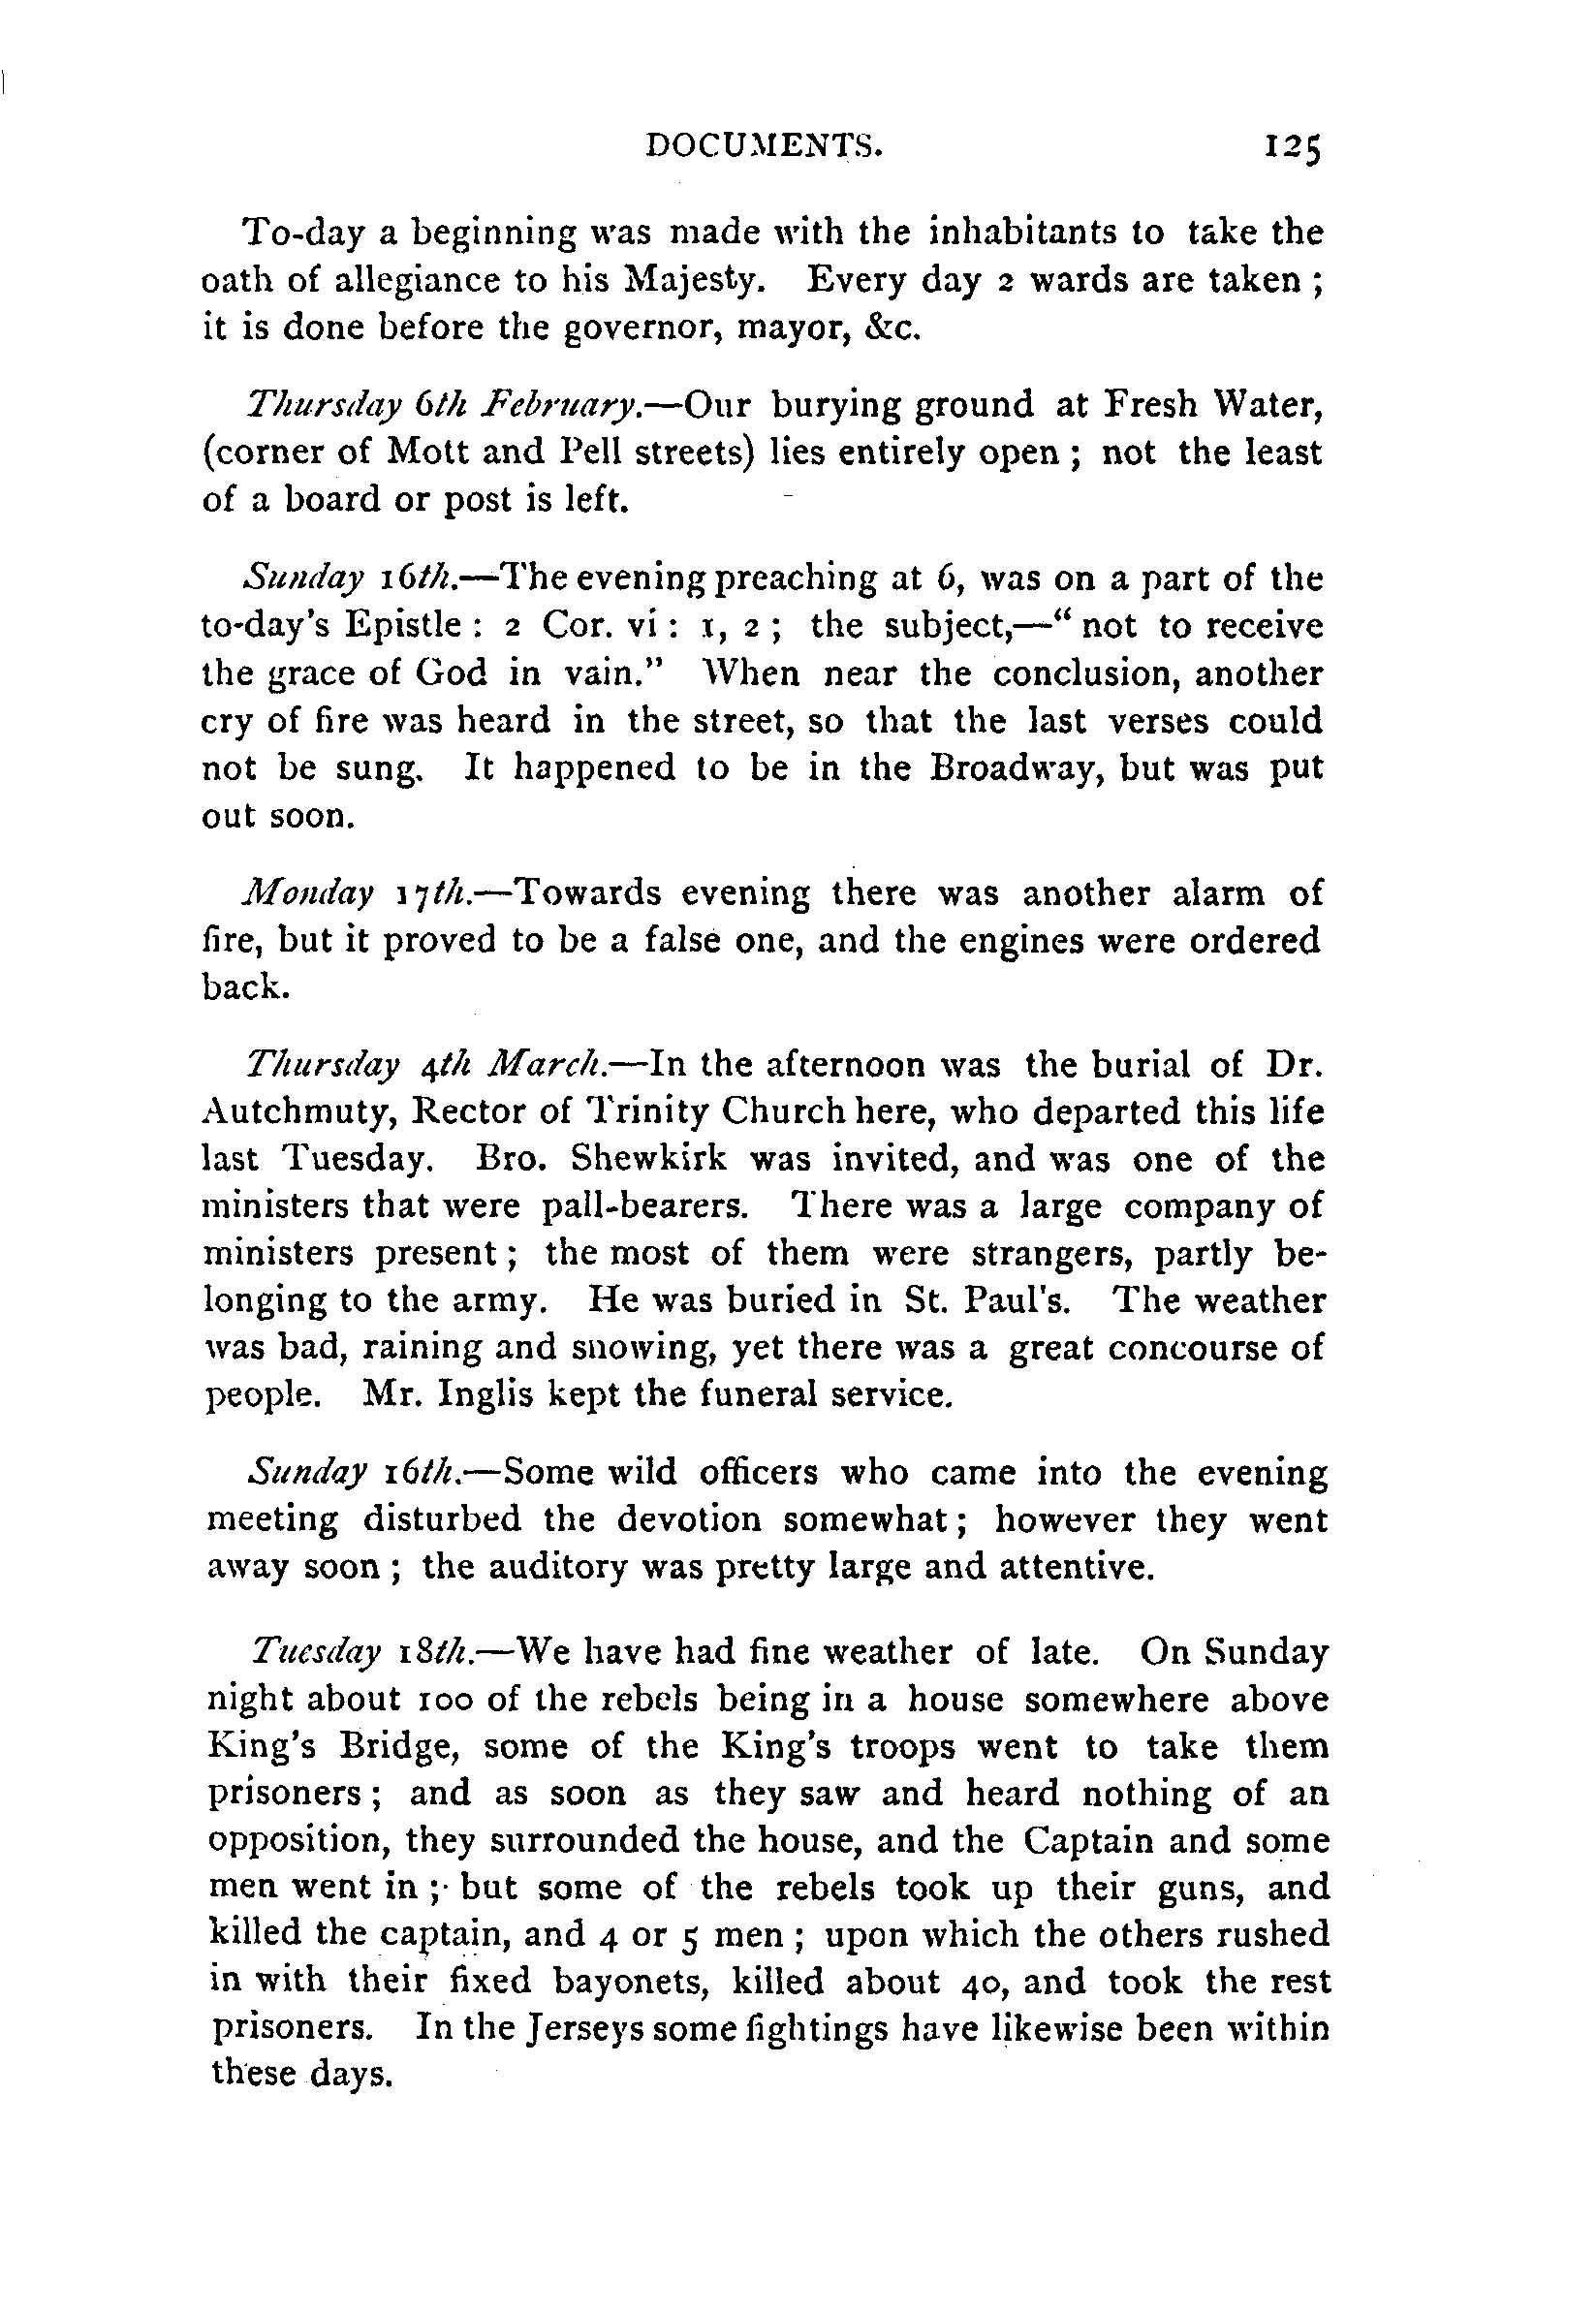 DOCUMENTS. 125
To-day a beginning was made with the inhabitants to take the
oath of allegiance to his Majesty. Every day 2 wards are taken ;
it is done before the governor, mayor, &c.
Thursday 6th February.—Our burying ground at Fresh Water,
(corner of Mott and Pell streets) lies entirely open ; not the least
of a board or post is left.
Sunday 16th.—The evening preaching at 6, was on a part of the
to-day's Epistle : 2 Cor. vi : 1, 2 ; the subject,—“ not to receive
the grace of God in vain.” When near the conclusion, another
cry of fire was heard in the street, so that the last verses could
not be sung. It happened to be in the Broadway, but was put
out soon.
Monday 17th.—Towards evening there was another alarm of
fire, but it proved to be a false one, and the engines were ordered
back.
Thursday 4th March.—In the afternoon was the burial of Dr.
Autchmuty, Rector of Trinity Church here, who departed this life
last Tuesday. Bro. Shewkirk was invited, and was one of the
ministers that were pall-bearers. There was a large company of
ministers present ; the most of them were strangers, partly be-
longing to the army. He was buried in St. Paul's. The weather
was bad, raining and snowing, yet there was a great concourse of
people. Mr. Inglis kept the funeral service.
Sunday 16th.—Some wild officers who came into the evening
meeting disturbed the devotion somewhat ; however they went
away soon ; the auditory was pretty large and attentive.
Tuesday 18th.—We have had fine weather of late. On Sunday
night about 100 of the rebels being in a house somewhere above
King's Bridge, some of the King's troops went to take them
prisoners ; and as soon as they saw and heard nothing of an
opposition, they surrounded the house, and the Captain and some
men went in ; but some of the rebels took up their guns, and
killed the captain, and 4 or 5 men ; upon which the others rushed
in with their fixed bayonets, killed about 40, and took the rest
prisoners. In the Jerseys some fightings have likewise been within
these days.